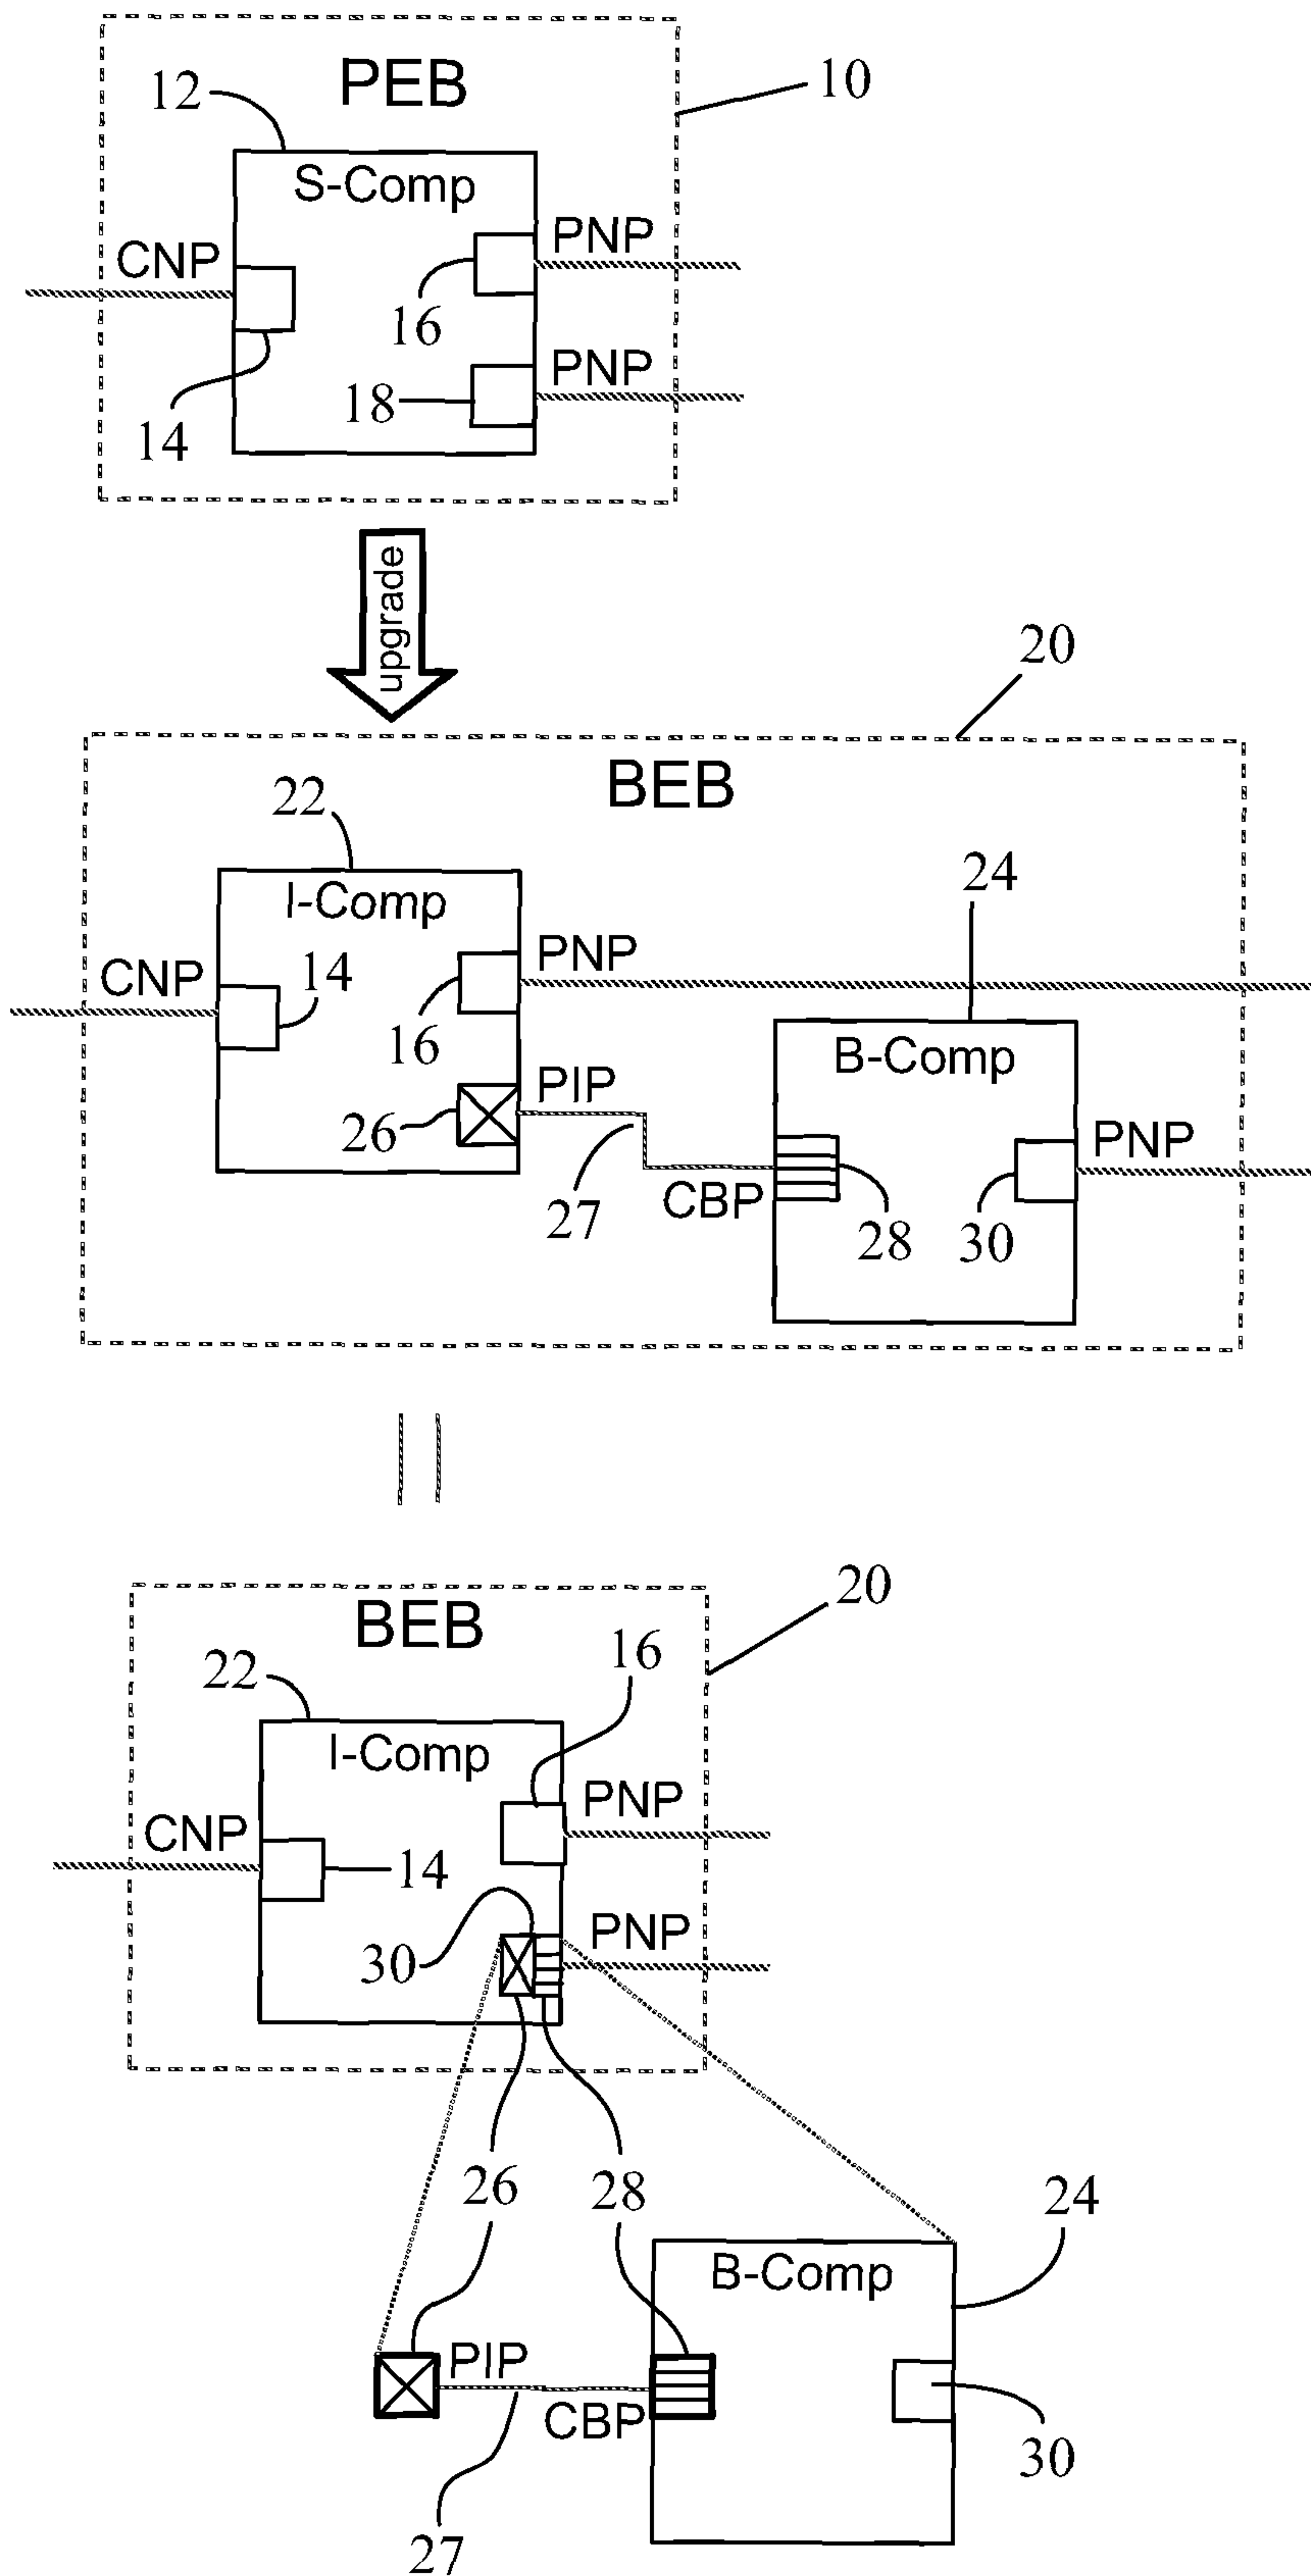 PEB
10
12
S-Comp
CNP
PNP
16
14
PNP
18
upgrade
20
BEB
22
24
I-Comp
CNP
14
PNP
16
B-Comp
PIP
26
PNP
27
CBP
28
30
20
BEB
16
22
I-Comp
PNP
CNP
14
PNP
30
26
28
24
B-Comp
PIP
CBP
30
27